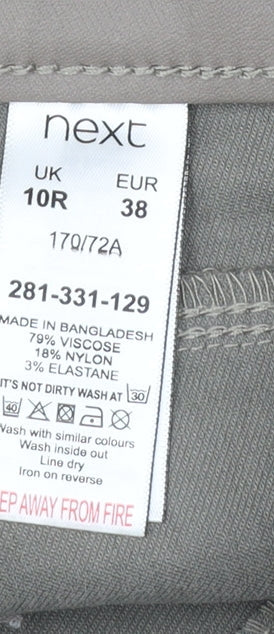 next
UK EUR
10R 38
170/72A
281-331-129
MADE IN BANGLADESH
79% VISCOSE
18% NYLON
3% ELASTANE
IT'S NOT DIRTY WASH AT 30
40
Wash with similar colours
Wash inside out
Line dry
Iron on reverse
EP AWAY FROM FIRE